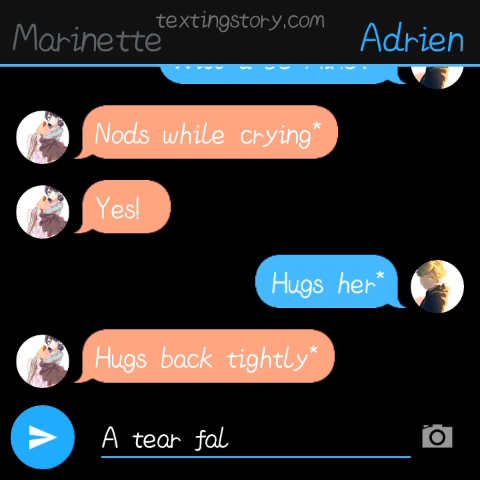 textingstory.com
Marinette Adrien
Nods while crying*
Yes!
Hugs her*
Hugs back tightly*
A tear fal